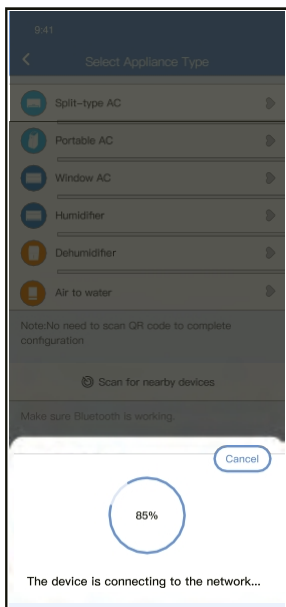 9:41
Select Appliance Type
Split-type AC
Portable AC
Window AC
Humidifier
Dehumidifier
Air to water
Note:No need to scan QR code to complete
configuration
Scan for nearby devices
Make sure Bluetooth is working.
Cancel
85%
The device is connecting to the network...